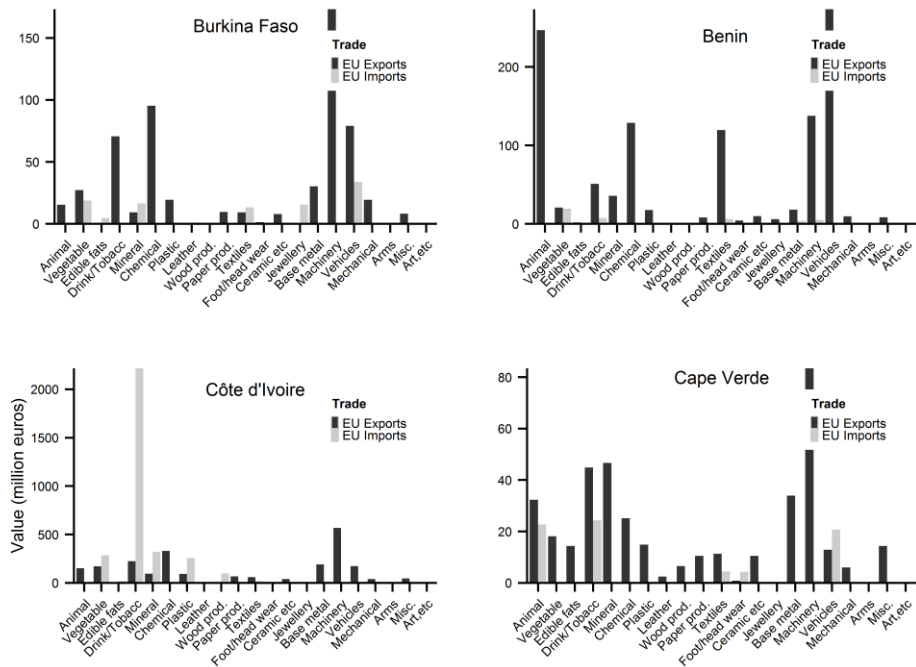 Burkina Faso
Trade
EU Exports
EU Imports
150
100
50
0
Animal
Vegetable
Edible fats
Drink/Tobacc
Mineral
Chemical
Plastic
Leather
Wood prod.
Paper prod.
Textiles
Foot/head wear
Ceramic etc
Jewellery
Base metal
Machinery
Vehicles
Mechanical
Arms
Misc.
Art.etc
Benin
Trade
EU Exports
EU Imports
200
100
0
Animal
Vegetable
Edible fats
Drink/Tobacc
Mineral
Chemical
Plastic
Leather
Wood prod.
Paper prod.
Textiles
Foot/head wear
Ceramic etc
Jewellery
Base metal
Machinery
Vehicles
Mechanical
Arms
Misc.
Art.etc
Côte d'Ivoire
Trade
EU Exports
EU Imports
Value (million euros)
2000
1500
1000
500
0
Animal
Vegetable
Edible fats
Drink/Tobacc
Mineral
Chemical
Plastic
Leather
Wood prod.
Paper prod.
Textiles
Foot/head wear
Ceramic etc
Jewellery
Base metal
Machinery
Vehicles
Mechanical
Arms
Misc.
Art.etc
Cape Verde
Trade
EU Exports
EU Imports
80
60
40
20
0
Animal
Vegetable
Edible fats
Drink/Tobacc
Mineral
Chemical
Plastic
Leather
Wood prod.
Paper prod.
Textiles
Foot/head wear
Ceramic etc
Jewellery
Base metal
Machinery
Vehicles
Mechanical
Arms
Misc.
Art.etc